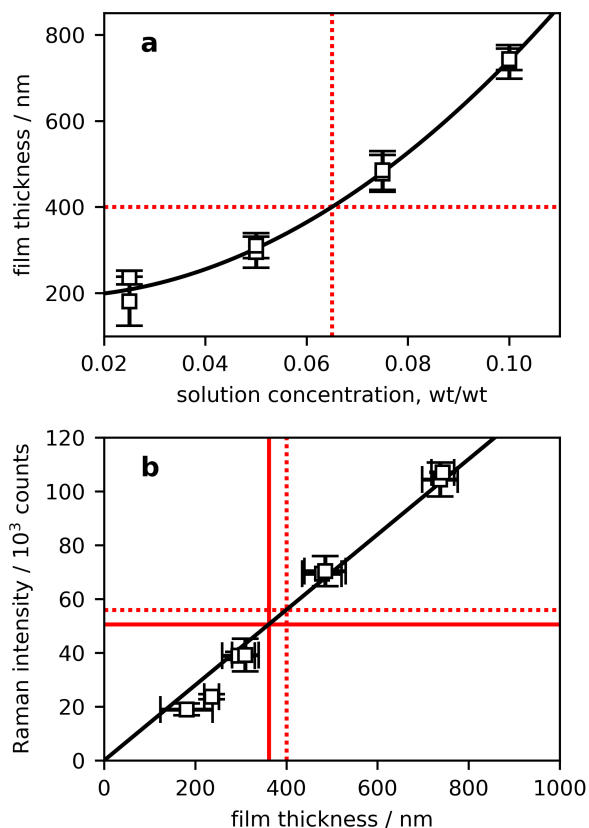 a
800
600
400
200
film thickness / nm
0.02 0.04 0.06 0.08 0.10
solution concentration, wt/wt
b
120
100
80
60
40
20
0
Raman intensity / 10³ counts
0 200 400 600 800 1000
film thickness / nm